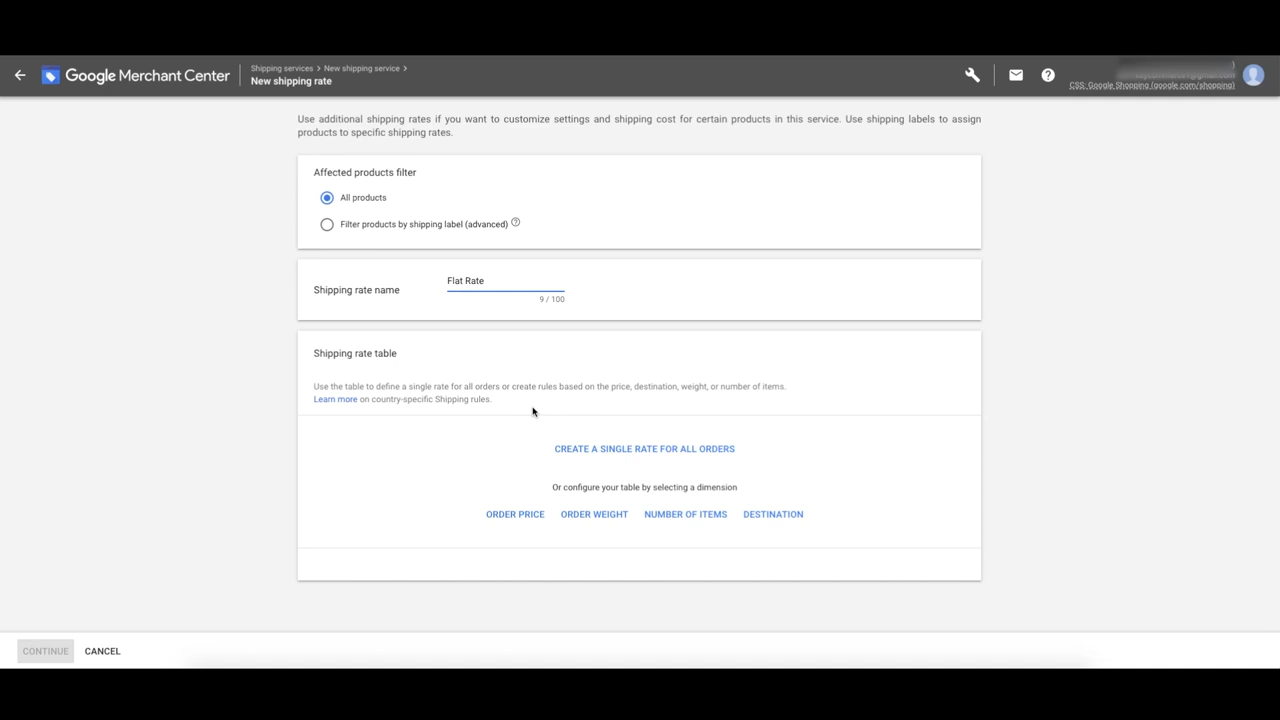 Google Merchant Center
Shipping services > New shipping service >
New shipping rate
CSS: Google Shopping (google.com/shopping)
Use additional shipping rates if you want to customize settings and shipping cost for certain products in this service. Use shipping labels to assign
products to specific shipping rates.
Affected products filter
All products
Filter products by shipping label (advanced)
Shipping rate name
Flat Rate
9 / 100
Shipping rate table
Use the table to define a single rate for all orders or create rules based on the price, destination, weight, or number of items.
Learn more on country-specific Shipping rules.
CREATE A SINGLE RATE FOR ALL ORDERS
Or configure your table by selecting a dimension
ORDER PRICE ORDER WEIGHT NUMBER OF ITEMS DESTINATION
CONTINUE CANCEL